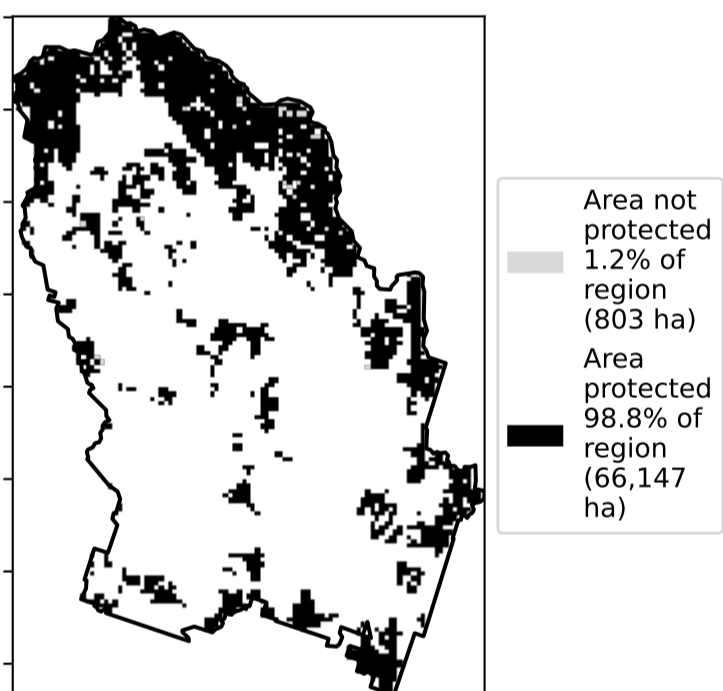 Area not
protected
1.2% of
region
(803 ha)
Area
protected
98.8% of
region
(66,147
ha)